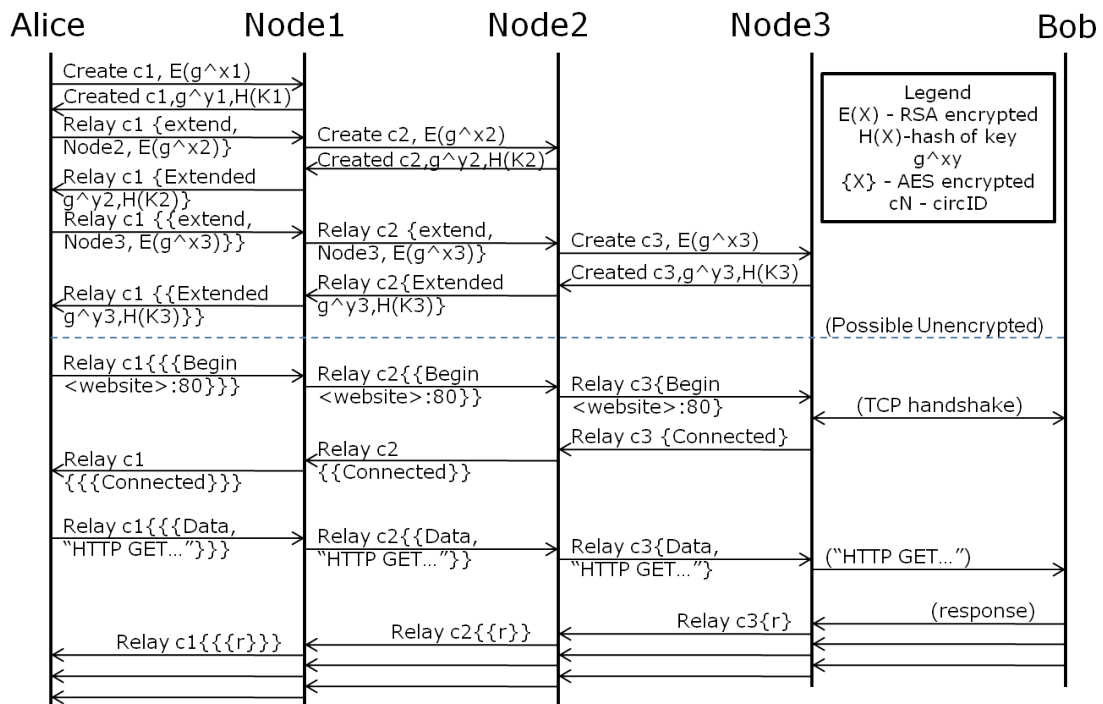 Alice Node1 Node2 Node3 Bob
Create c1, E(g^x1)
Created c1,g^y1,H(K1)
Relay c1 {extend,
Node2, E(g^x2)}
Create c2, E(g^x2)
Created c2,g^y2,H(K2)
Relay c1 {Extended
g^y2,H(K2)}
Relay c1 {{extend,
Node3, E(g^x3)}}
Relay c2 {extend,
Node3, E(g^x3)}
Create c3, E(g^x3)
Created c3,g^y3,H(K3)
Relay c2{Extended
g^y3,H(K3)}
Relay c1 {{Extended
g^y3,H(K3)}}
Legend
E(X) - RSA encrypted
H(X)-hash of key
g^xy
{X} - AES encrypted
cN - circID
(Possible Unencrypted)
Relay c1{{{Begin
<website>:80}}}
Relay c2{{Begin
<website>:80}}
Relay c3{Begin
<website>:80}
(TCP handshake)
Relay c3 {Connected}
Relay c2
{{Connected}}
Relay c1
{{{Connected}}}
Relay c1{{{Data,
“HTTP GET...”}}}
Relay c2{{Data,
“HTTP GET...”}}
Relay c3{Data,
“HTTP GET...”}
(“HTTP GET...”)
(response)
Relay c3{r}
Relay c2{{r}}
Relay c1{{{r}}}